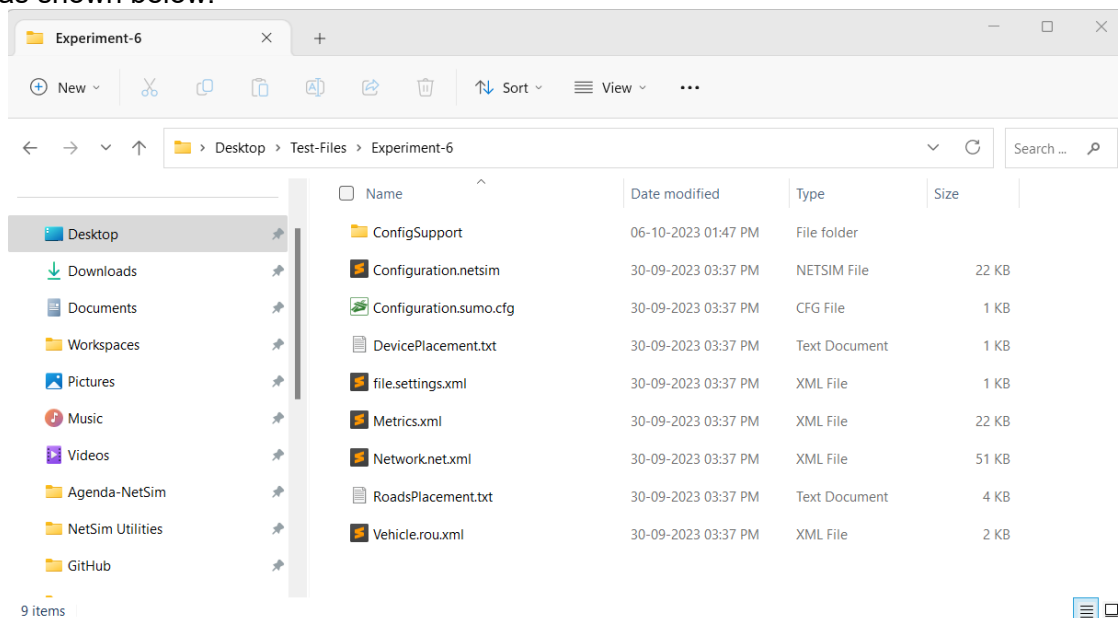 as shown below.
Experiment-6
New
Sort
View
Desktop > Test-Files > Experiment-6
Search ...
Name Date modified Type Size
Desktop
Downloads
Documents
Workspaces
Pictures
Music
Videos
Agenda-NetSim
NetSim Utilities
GitHub
ConfigSupport 06-10-2023 01:47 PM File folder
Configuration.netsim 30-09-2023 03:37 PM NETSIM File 22 KB
Configuration.sumo.cfg 30-09-2023 03:37 PM CFG File 1 KB
DevicePlacement.txt 30-09-2023 03:37 PM Text Document 1 KB
file.settings.xml 30-09-2023 03:37 PM XML File 1 KB
Metrics.xml 30-09-2023 03:37 PM XML File 22 KB
Network.net.xml 30-09-2023 03:37 PM XML File 51 KB
RoadsPlacement.txt 30-09-2023 03:37 PM Text Document 4 KB
Vehicle.rou.xml 30-09-2023 03:37 PM XML File 2 KB
9 items